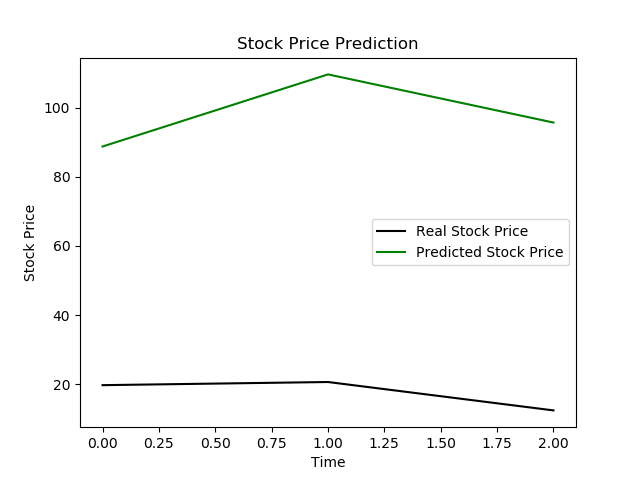 Stock Price Prediction
100
80
60
40
20
Stock Price
Real Stock Price
Predicted Stock Price
0.00 0.25 0.50 0.75 1.00 1.25 1.50 1.75 2.00
Time